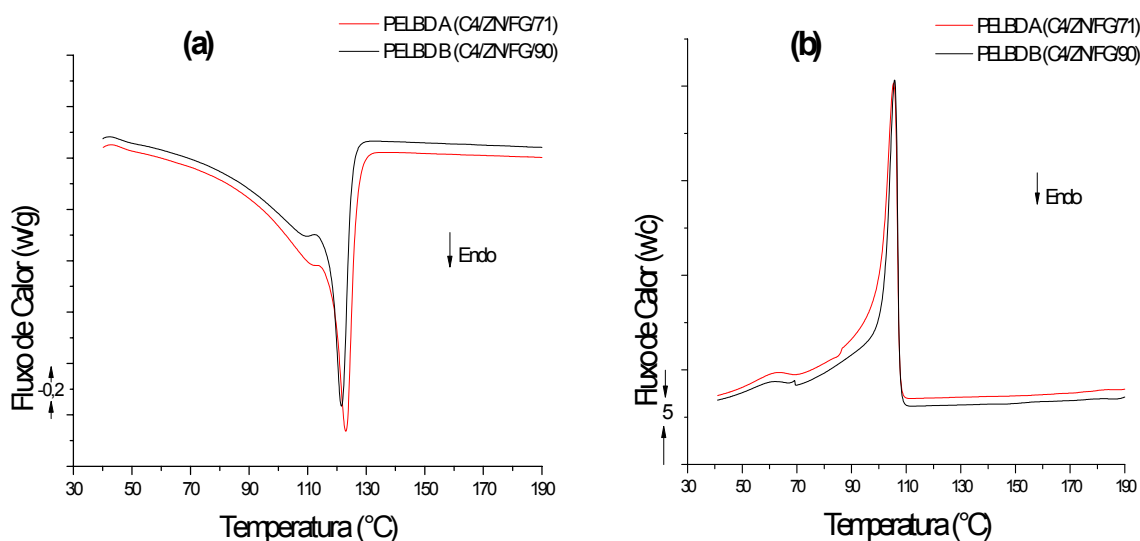 (a)
PELBD A (C4/ZN/FG/71)
PELBD B (C4/ZN/FG/90)
Fluxo de Calor (w/g)
-0,2
Endo
30 50 70 90 110 130 150 170 190
Temperatura (°C)
(b)
PELBD A (C4/ZN/FG/71)
PELBD B (C4/ZN/FG/90)
Fluxo de Calor (w/c)
5
Endo
30 50 70 90 110 130 150 170 190
Temperatura (°C)